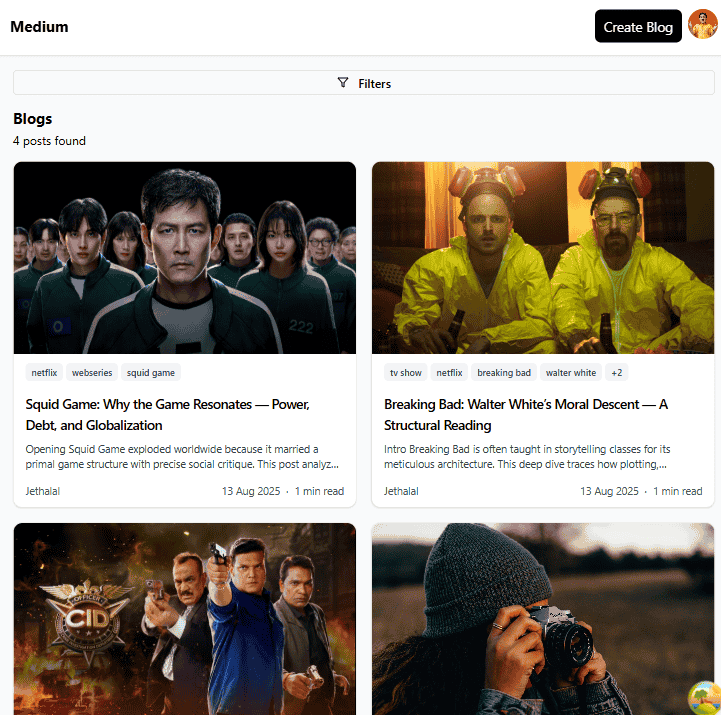 Medium
Create Blog
Filters
Blogs
4 posts found
222
netflix
webseries
squid game
Squid Game: Why the Game Resonates — Power,
Debt, and Globalization
Opening Squid Game exploded worldwide because it married a
primal game structure with precise social critique. This post analyz...
Jethalal
13 Aug 2025 · 1 min read
tv show
netflix
breaking bad
walter white
+2
Breaking Bad: Walter White’s Moral Descent — A
Structural Reading
Intro Breaking Bad is often taught in storytelling classes for its
meticulous architecture. This deep dive traces how plotting,...
Jethalal
13 Aug 2025 · 1 min read
CID